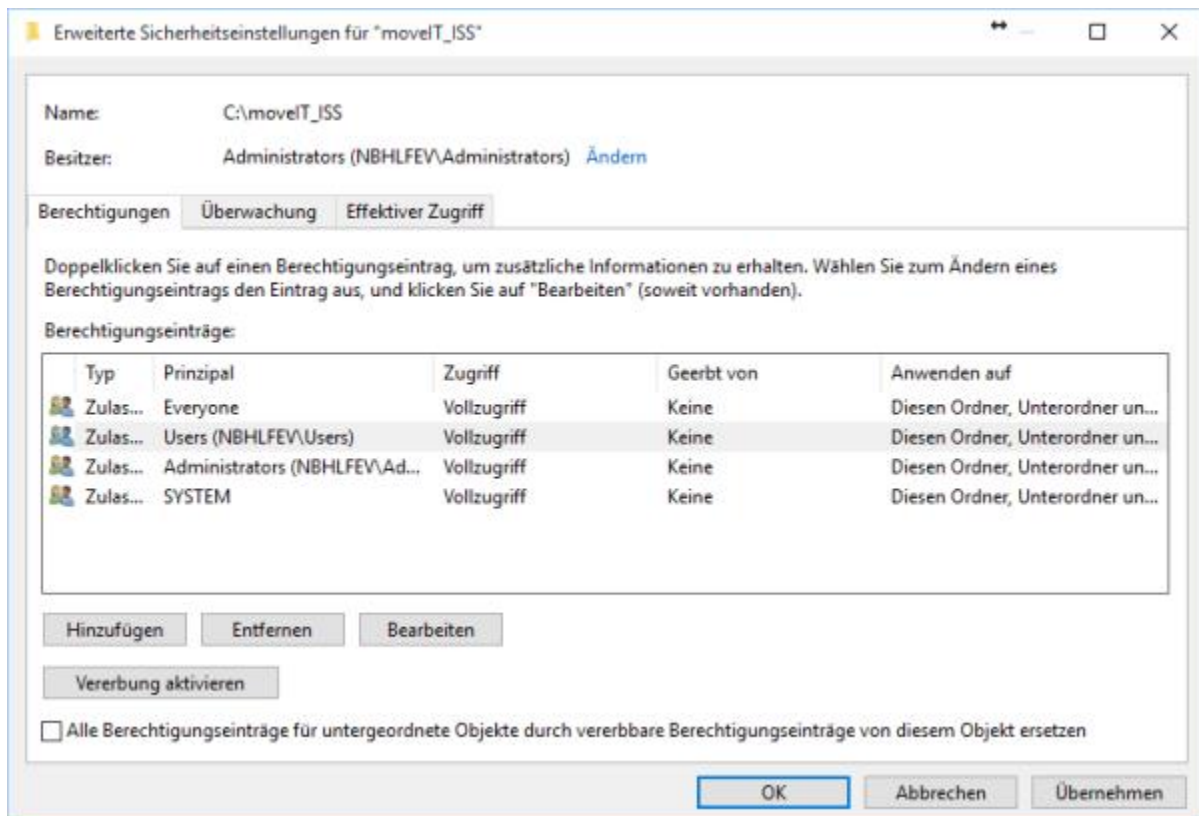 Erweiterte Sicherheitseinstellungen für "moveIT_ISS"
Name: C:\moveIT_ISS
Besitzer: Administrators (NBHLFEV\Administrators) Ändern
Berechtigungen Überwachung Effektiver Zugriff
Doppelklicken Sie auf einen Berechtigungseintrag, um zusätzliche Informationen zu erhalten. Wählen Sie zum Ändern eines
Berechtigungseintrags den Eintrag aus, und klicken Sie auf "Bearbeiten" (soweit vorhanden).
Berechtigungseinträge:
Typ Prinzipal Zugriff Geerbt von Anwenden auf
Zulas... Everyone Vollzugriff Keine Diesen Ordner, Unterordner un...
Zulas... Users (NBHLFEV\Users) Vollzugriff Keine Diesen Ordner, Unterordner un...
Zulas... Administrators (NBHLFEV\Ad... Vollzugriff Keine Diesen Ordner, Unterordner un...
Zulas... SYSTEM Vollzugriff Keine Diesen Ordner, Unterordner un...
Hinzufügen Entfernen Bearbeiten
Vererbung aktivieren
Alle Berechtigungseinträge für untergeordnete Objekte durch vererbbare Berechtigungseinträge von diesem Objekt ersetzen
OK Abbrechen Übernehmen